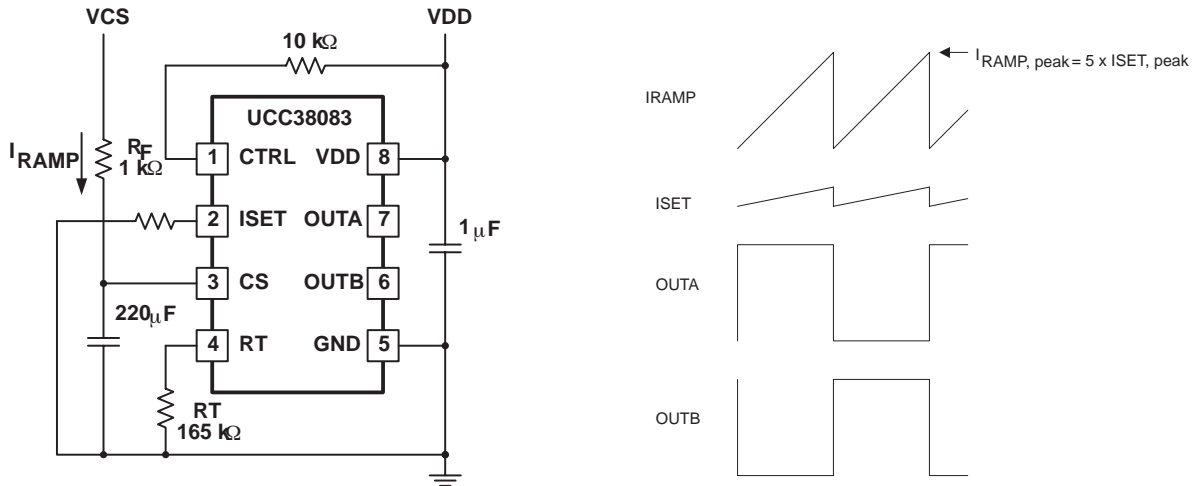 VCS
VDD
10 kΩ
UCC38083
IRAMP
RF
1 kΩ
1 CTRL VDD 8
2 ISET OUTA 7
3 CS OUTB 6
4 RT GND 5
1 μF
220 μF
RT
165 kΩ
IRAMP, peak = 5 x ISET, peak
IRAMP
ISET
OUTA
OUTB